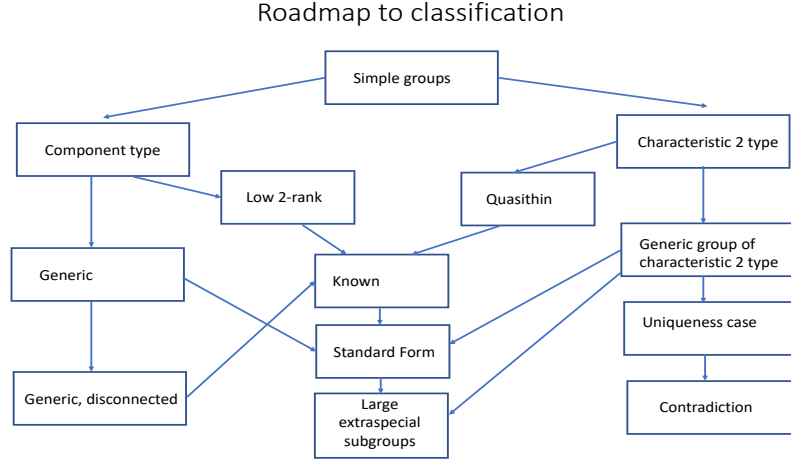 Roadmap to classification
Simple groups
Component type
Characteristic 2 type
Low 2-rank
Quasithin
Generic
Known
Generic group of
characteristic 2 type
Uniqueness case
Standard Form
Generic, disconnected
Large
extraspecial
subgroups
Contradiction